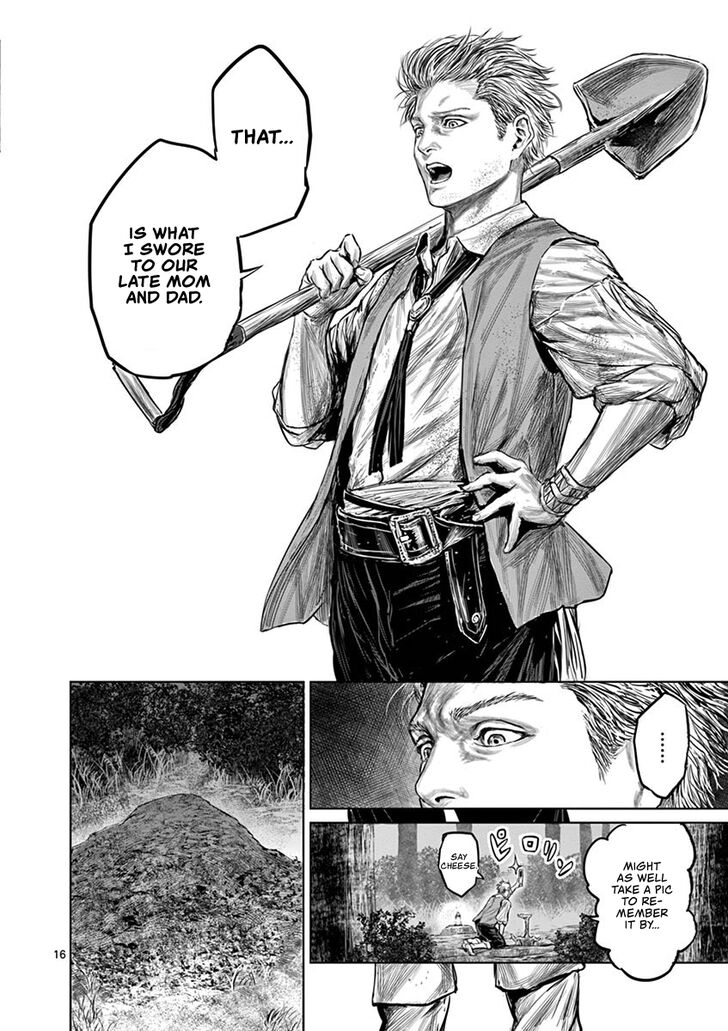 THAT...
IS WHAT
I SWORE
TO OUR
LATE MOM
AND DAD.
......
MIGHT
AS WELL
TAKE A PIC
TO RE-
MEMBER
IT BY...
ピロリン
SAY
CHEESE
16